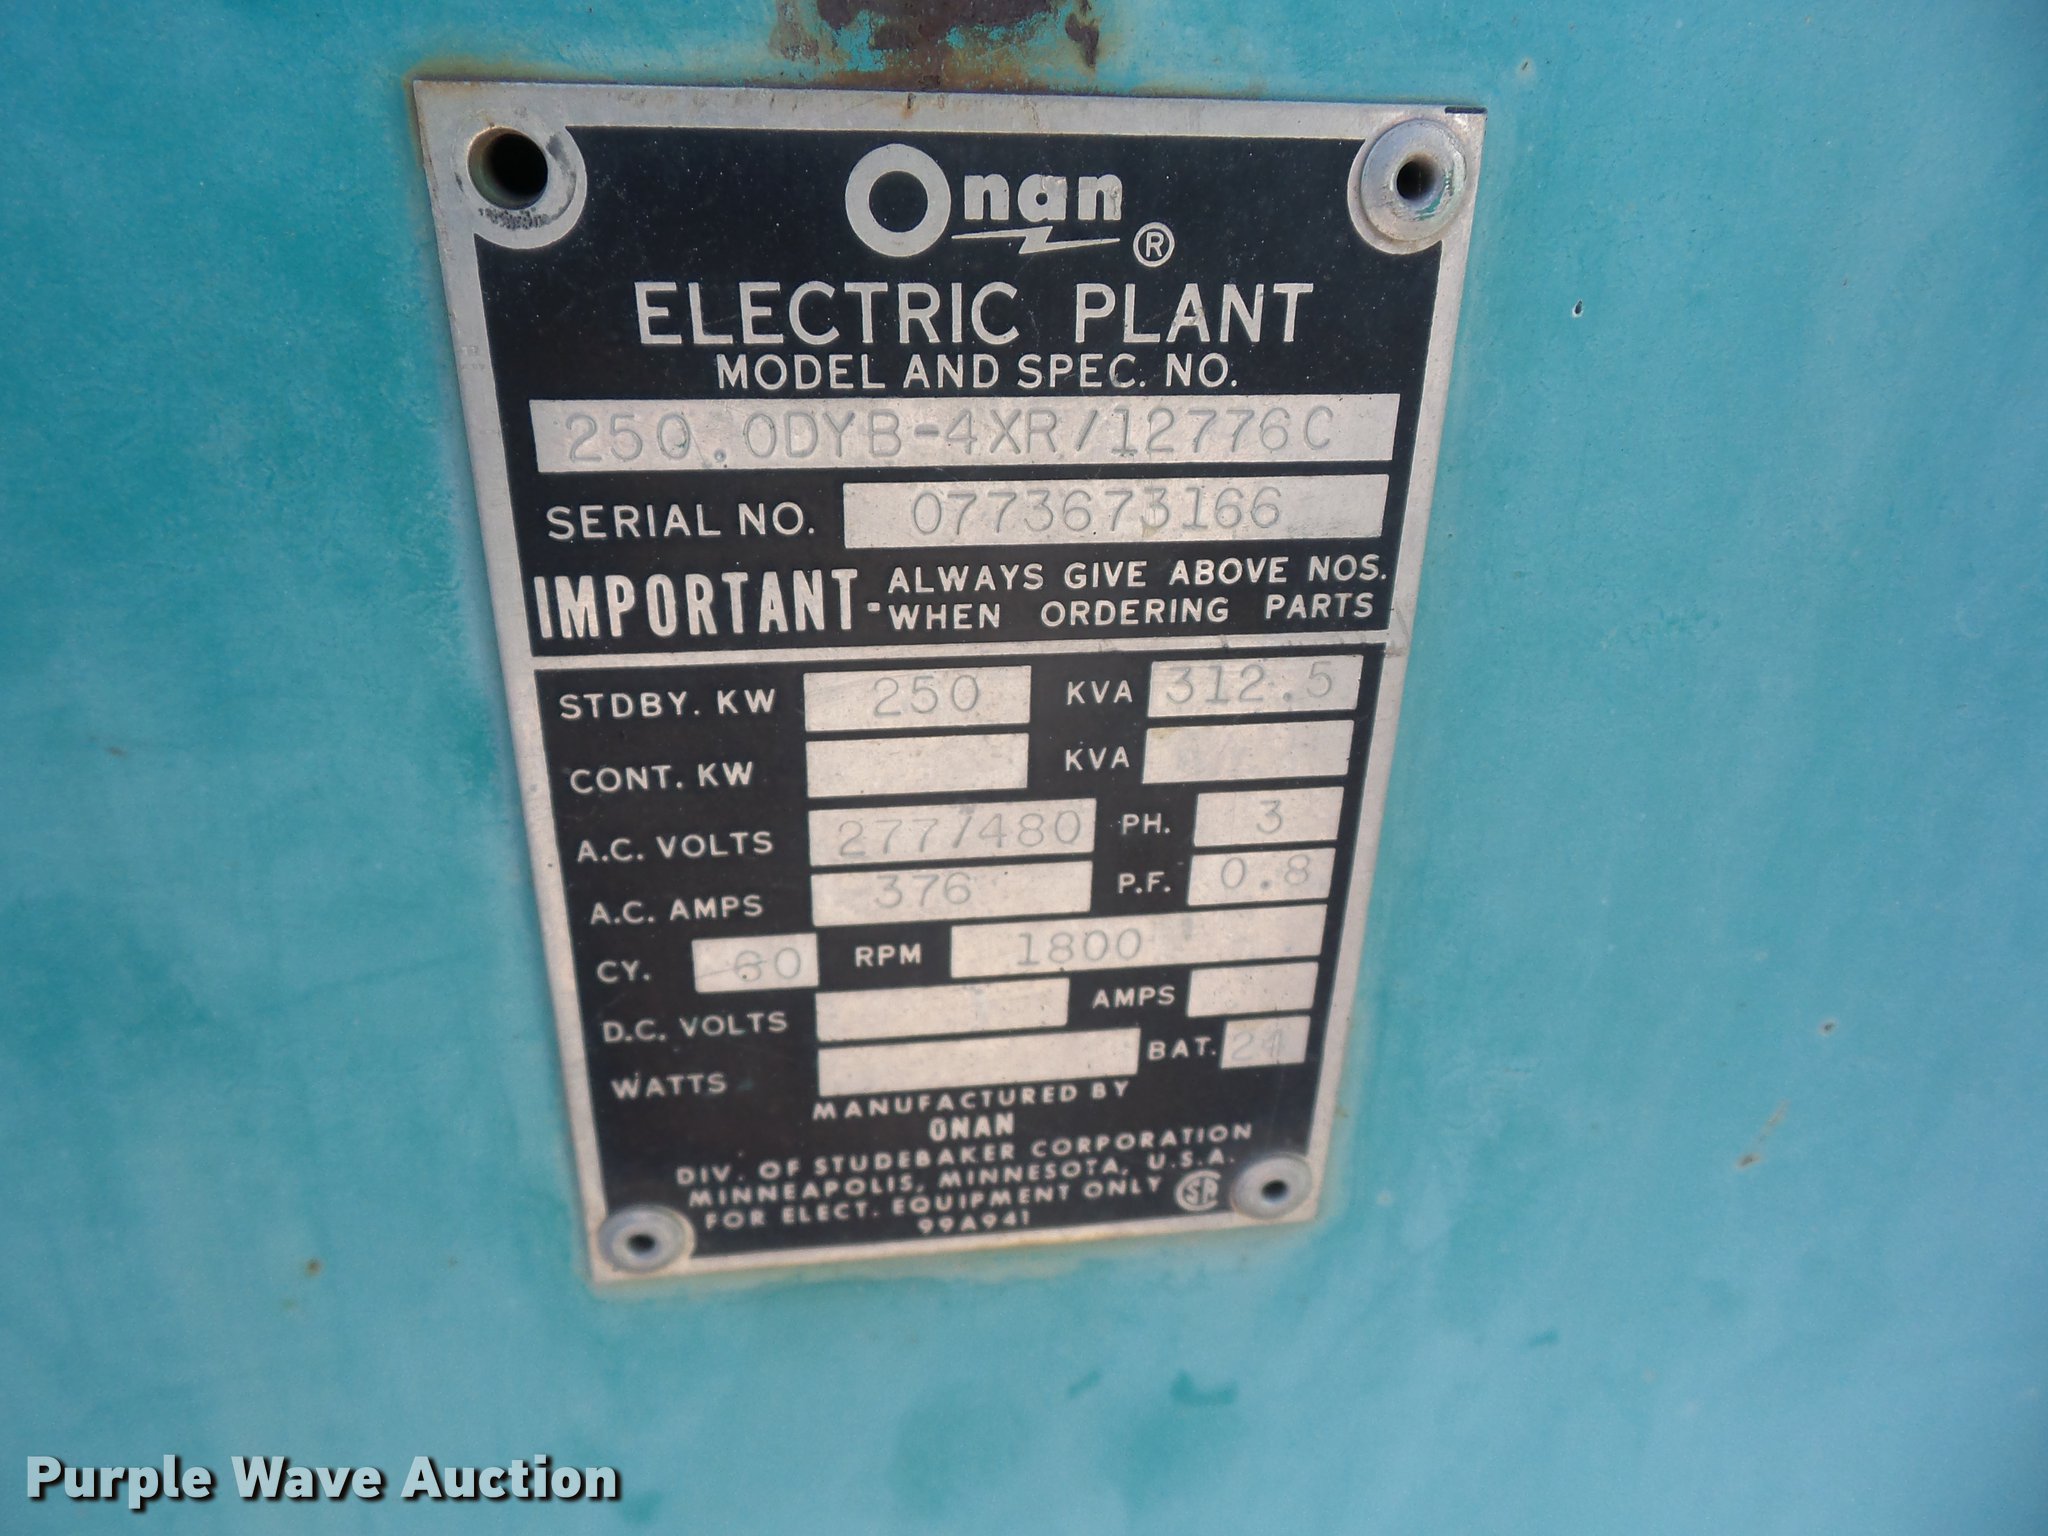 Onan ®
ELECTRIC PLANT
MODEL AND SPEC. NO.
250.0DYB-4XR/12776C
SERIAL NO. 0773673166
IMPORTANT- ALWAYS GIVE ABOVE NOS.
WHEN ORDERING PARTS
STDBY. KW 250 KVA 312.5
CONT. KW KVA
A.C. VOLTS 277/480 PH. 3
A.C. AMPS 376 P.F. 0.8
CY. 60 RPM 1800
D.C. VOLTS AMPS
WATTS BAT. 24
MANUFACTURED BY
ONAN
DIV. OF STUDEBAKER CORPORATION
MINNEAPOLIS, MINNESOTA, U.S.A.
FOR ELECT. EQUIPMENT ONLY SA
99A941
Purple Wave Auction